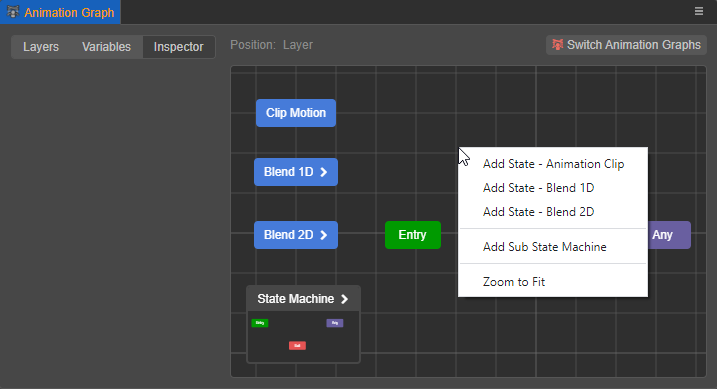 Animation Graph
Layers
Variables
Inspector
Position: Layer
Switch Animation Graphs
Clip Motion
Blend 1D
Blend 2D
Entry
Any
Add State - Animation Clip
Add State - Blend 1D
Add State - Blend 2D
Add Sub State Machine
Zoom to Fit
State Machine
Entry
Any
Exit